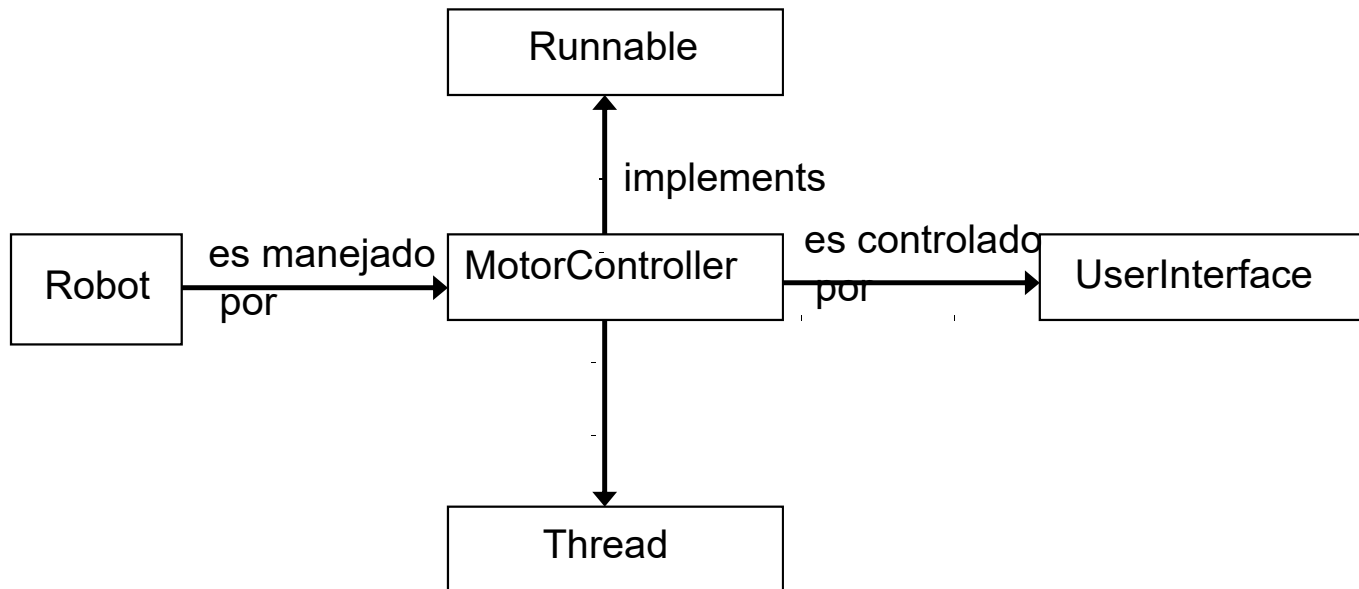 Runnable
implements
Robot
es manejado
por
MotorController
es controlado
por
UserInterface
Thread